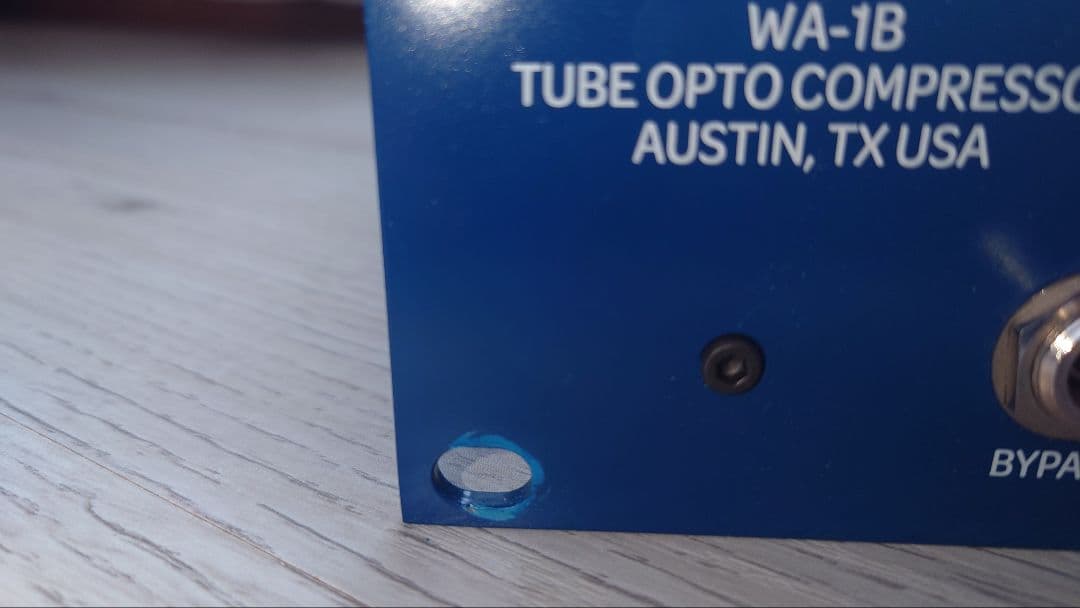 WA-1B
TUBE OPTO COMPRESSO
AUSTIN, TX USA
BYPA